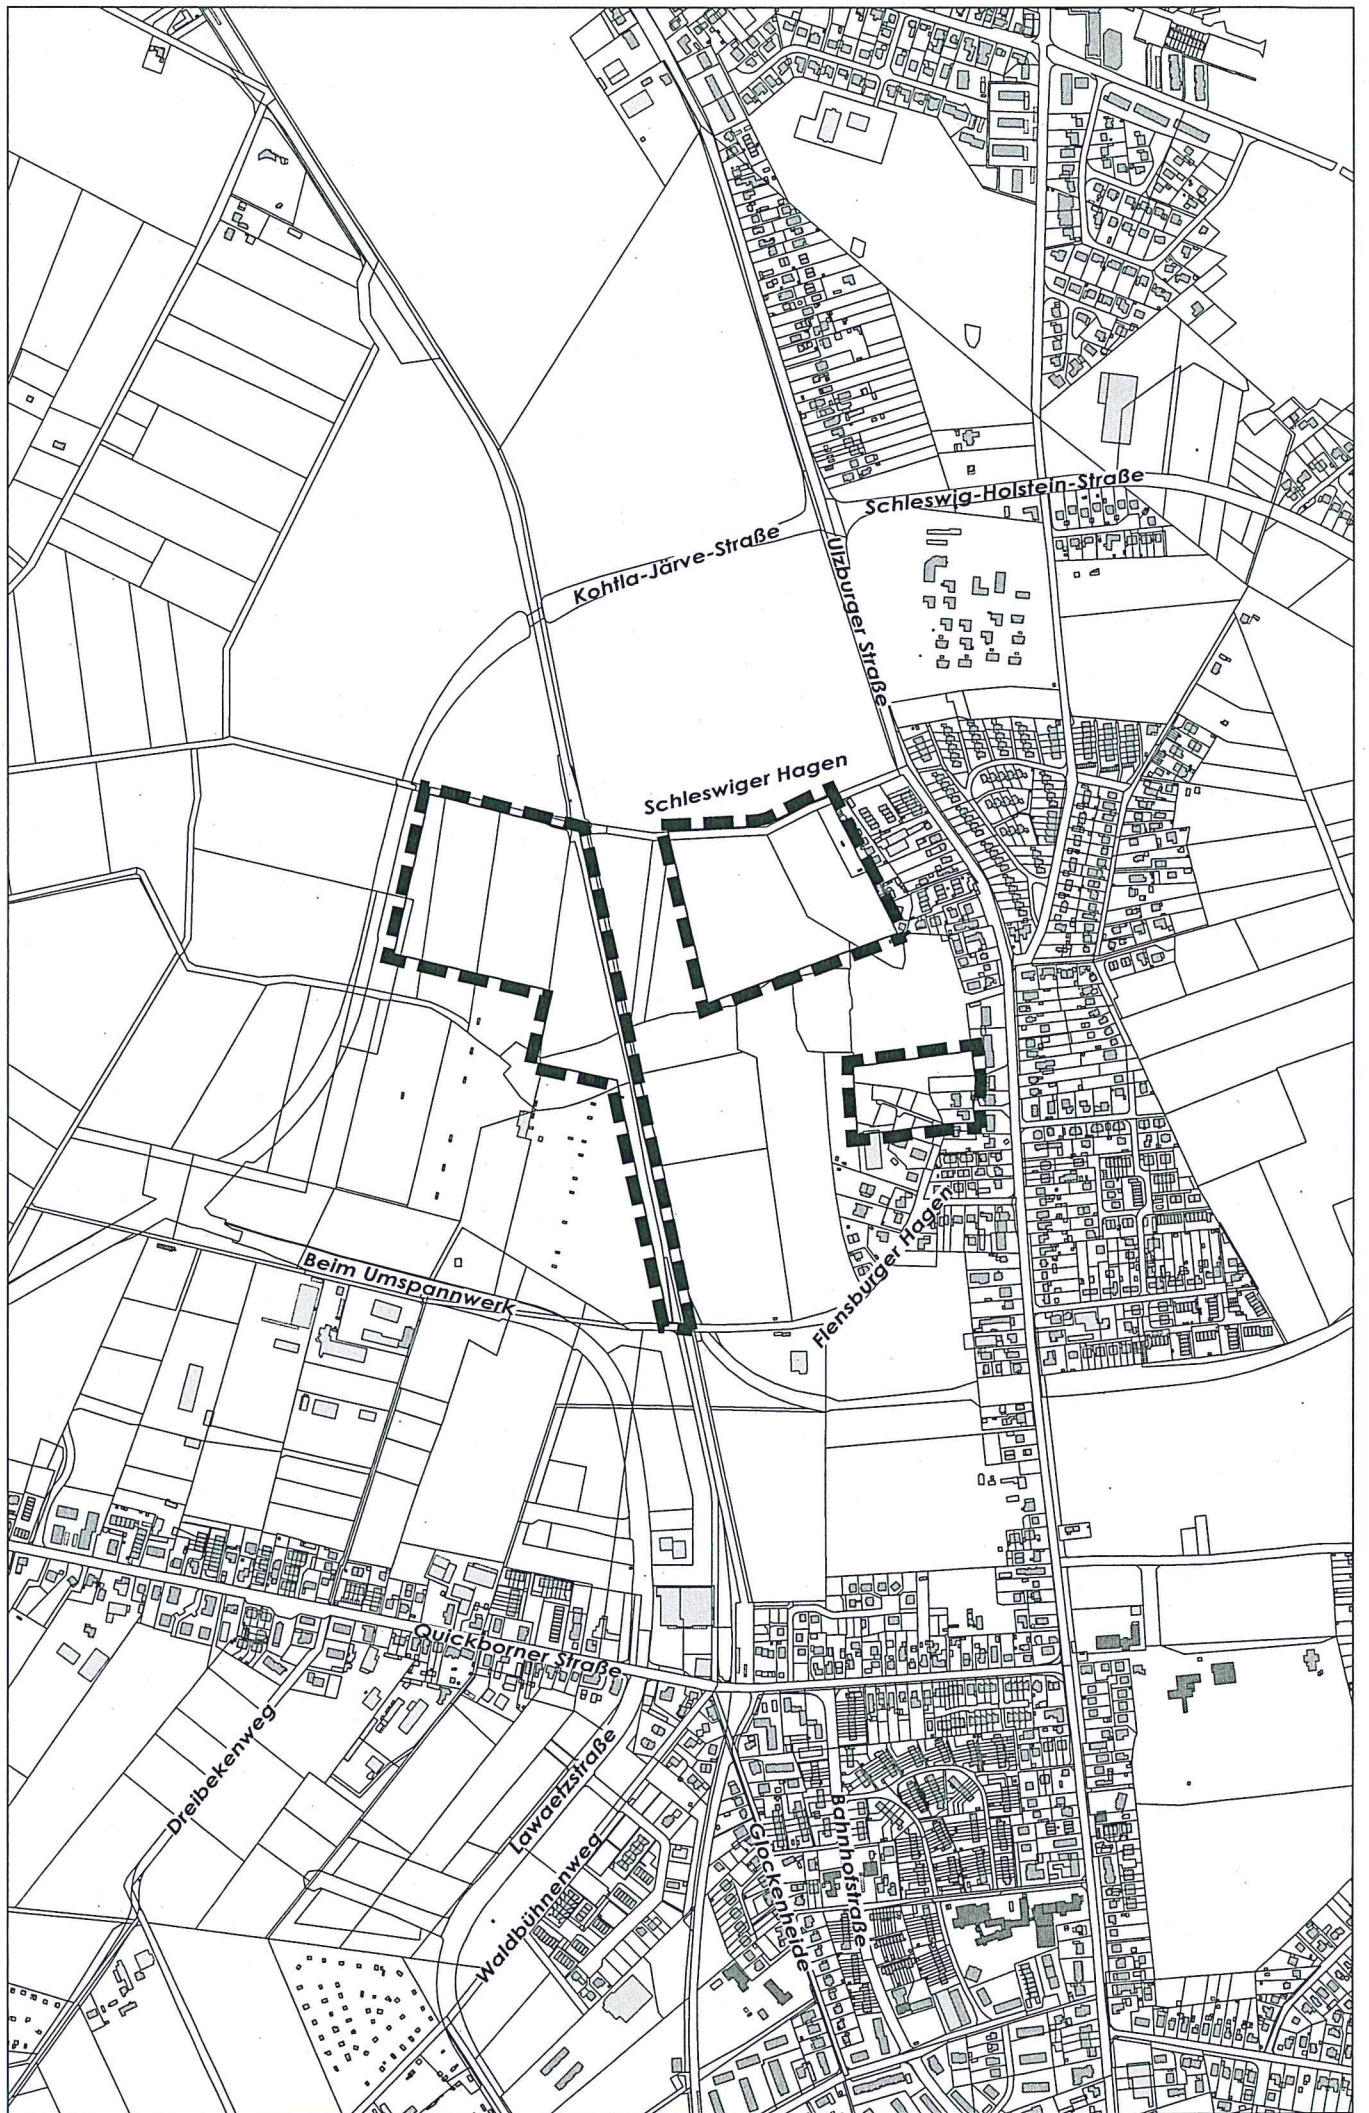 Schleswig-Holstein-Straße
Kohtla-Järve-Straße
Ulzburger Straße
Schleswiger Hagen
Flensburger Hagen
Beim Umspannwerk
Quickborner Straße
Dreibekenweg
Lawaetzstraße
Waldbühnenweg
Glockenheide
Bahnhofstraße